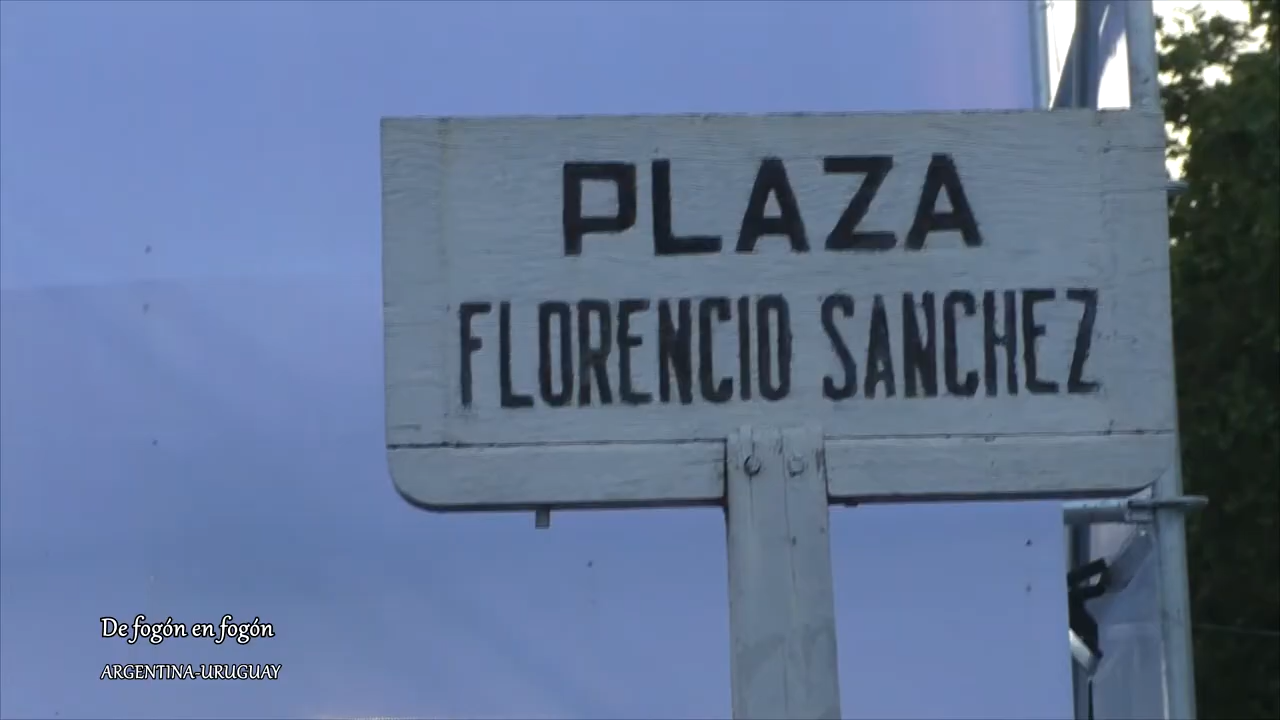 PLAZA
FLORENCIO SANCHEZ
De fogón en fogón
ARGENTINA-URUGUAY